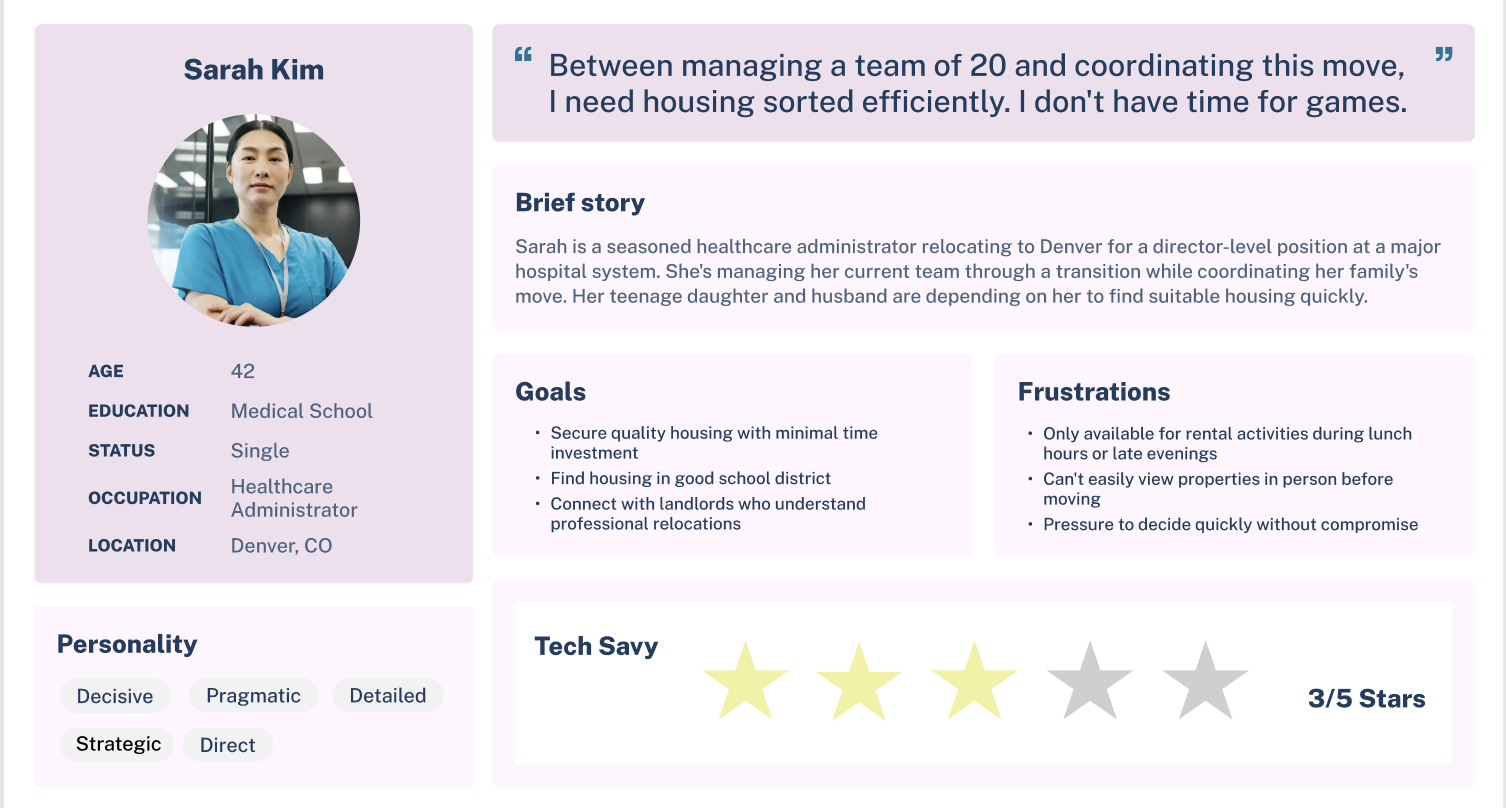 Sarah Kim
AGE 42
EDUCATION Medical School
STATUS Single
OCCUPATION Healthcare
Administrator
LOCATION Denver, CO
Personality
Decisive Pragmatic Detailed
Strategic Direct
“ Between managing a team of 20 and coordinating this move, ”
I need housing sorted efficiently. I don't have time for games.
Brief story
Sarah is a seasoned healthcare administrator relocating to Denver for a director-level position at a major
hospital system. She's managing her current team through a transition while coordinating her family's
move. Her teenage daughter and husband are depending on her to find suitable housing quickly.
Goals
• Secure quality housing with minimal time
investment
• Find housing in good school district
• Connect with landlords who understand
professional relocations
Frustrations
• Only available for rental activities during lunch
hours or late evenings
• Can't easily view properties in person before
moving
• Pressure to decide quickly without compromise
Tech Savy
3/5 Stars